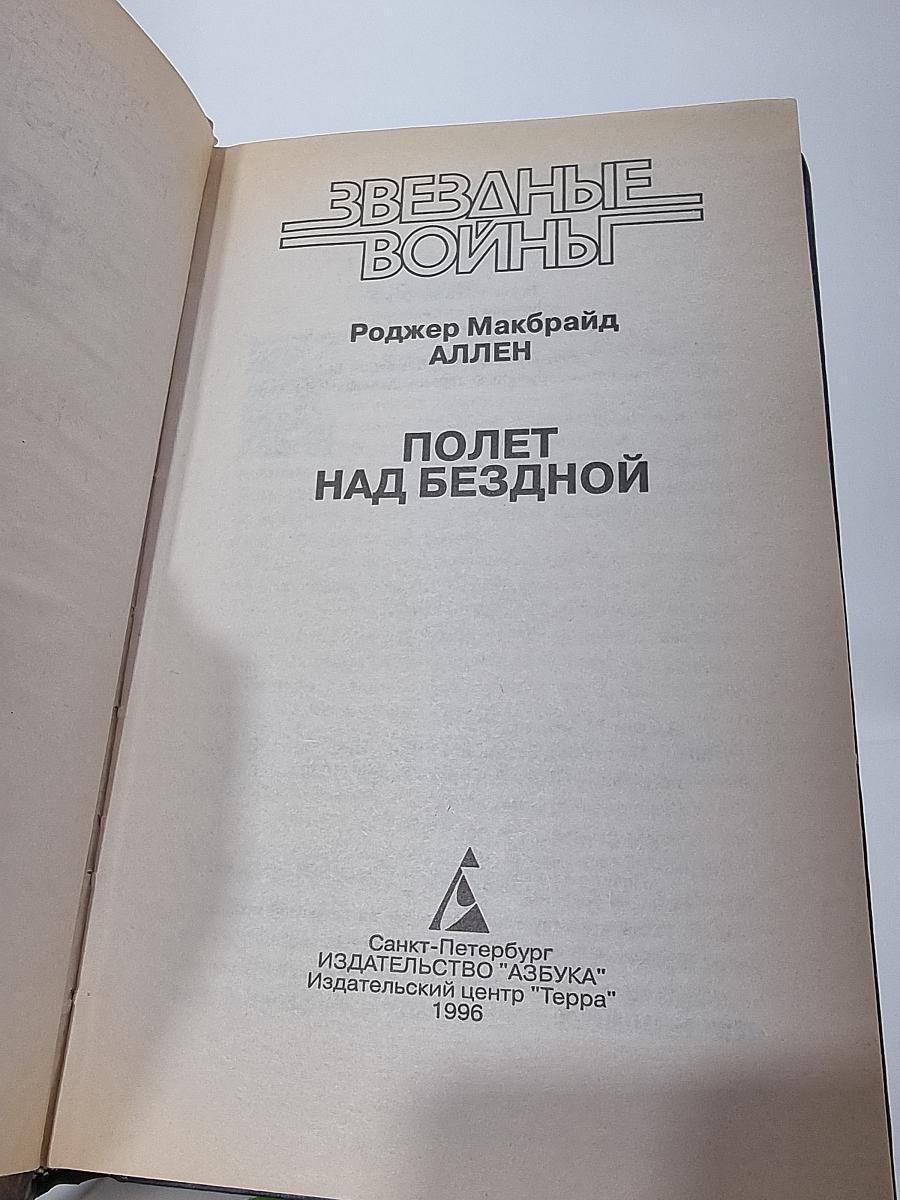 ЗВЕЗДНЫЕ
ВОЙНЫ
Роджер Макбрайд
АЛЛЕН
ПОЛЕТ
НАД БЕЗДНОЙ
Санкт-Петербург
ИЗДАТЕЛЬСТВО "АЗБУКА"
Издательский центр "Терра"
1996